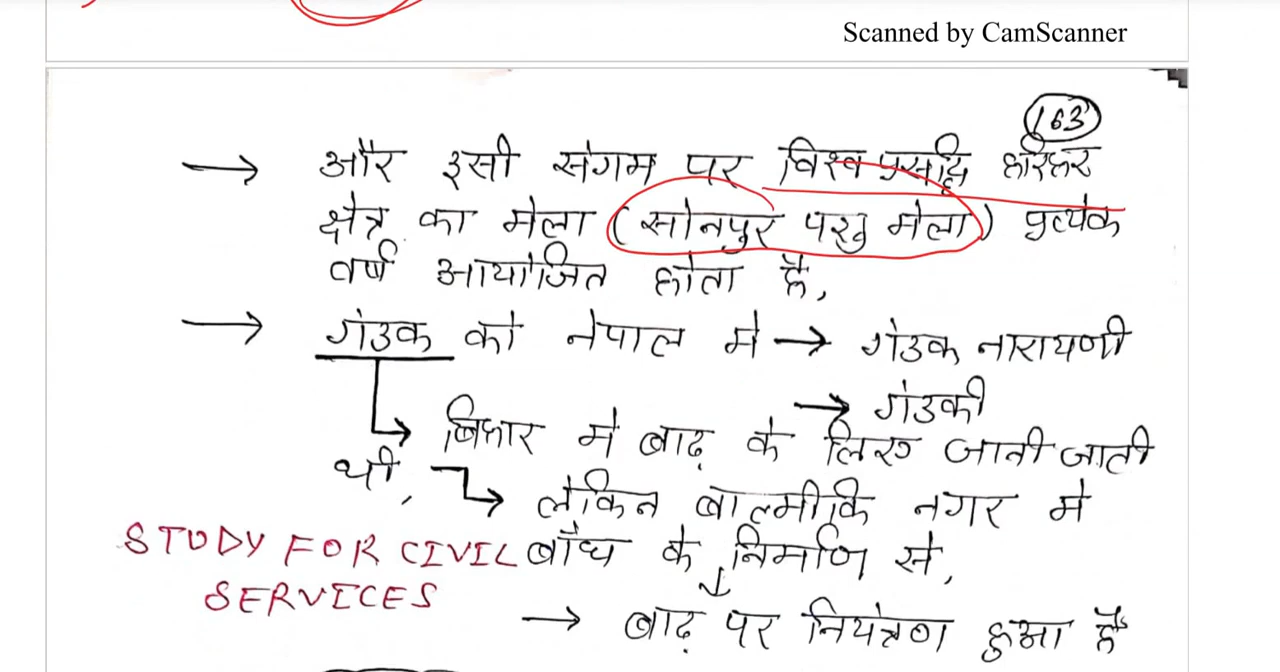 Scanned by CamScanner
163
→ और इसी संगम पर विश्व प्रसद्धि हरिहर
क्षेत्र का मेला (सोनपुर पशु मेला) प्रत्येक
वर्ष आयोजित होता है,
→ गंडक को नेपाल मे → गंडक नारायणी
→ गंडकी
बिहार मे बाढ़ के लिए जानी जाती
थी, लेकिन बाल्मीकि नगर मे
STUDY FOR CIVIL बाँध के निर्माण से,
SERVICES
→ बाढ़ पर नियंत्रण हुआ है